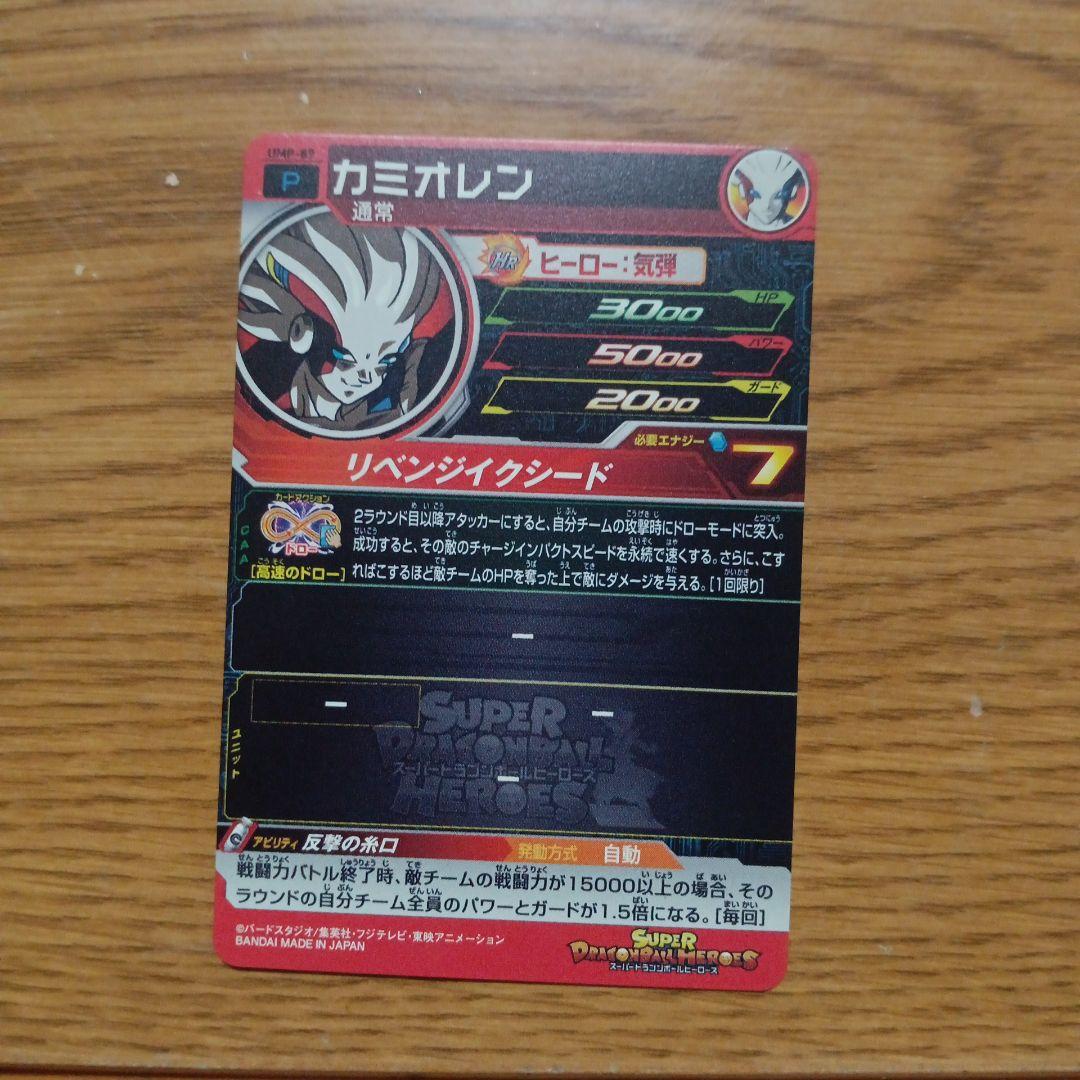 UMP-69
P
カミオレン
通常
HR
ヒーロー：気弾
3000
HP
5000
パワー
2000
ガード
必要エナジー
7
リベンジイクシード
CAA
カードアクション
ドロー
[高速のドロー]
2ラウンド目以降アタッカーにすると、自分チームの攻撃時にドローモードに突入。
成功すると、その敵のチャージインパクトスピードを永続で速くする。さらに、こす
ればこするほど敵チームのHPを奪った上で敵にダメージを与える。[1回限り]
ー
ユニット
ー
ー
ー
SUPER
DRAGONBALL
スーパードラゴンボールヒーローズ
HEROES
アビリティ 反撃の糸口
発動方式 自動
戦闘力バトル終了時、敵チームの戦闘力が15000以上の場合、その
ラウンドの自分チーム全員のパワーとガードが1.5倍になる。[毎回]
©バードスタジオ/集英社・フジテレビ・東映アニメーション
BANDAI MADE IN JAPAN
SUPER
DRAGONBALL HEROES
スーパードラゴンボールヒーローズ